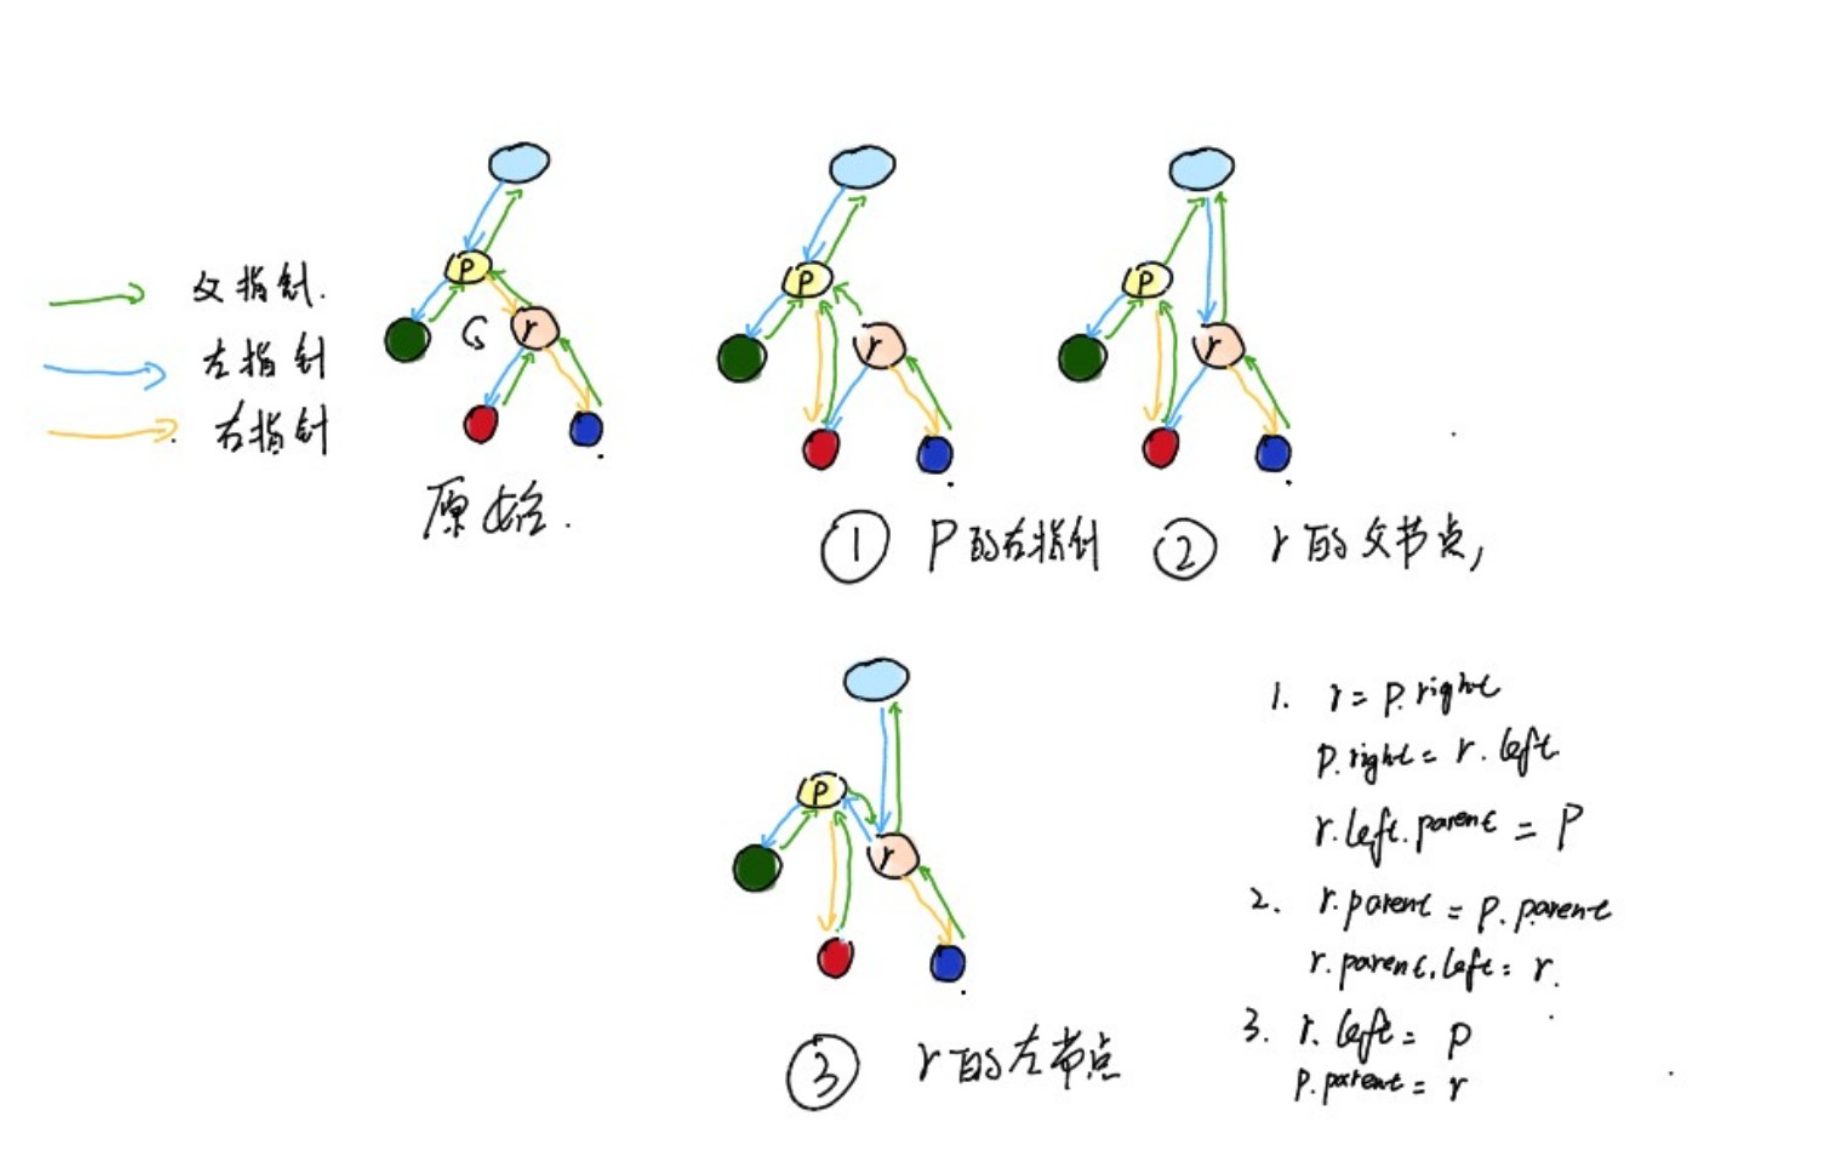 父指针.
左指针
右指针
P
r
原始.
P
r
① P的右指针
P
r
② r的父节点,
P
r
③ r的左节点
1. r = P.right
P.right = r.left
r.left.parent = P
2. r.parent = P.parent
r.parent.left = r.
3. r.left = P
P.parent = r